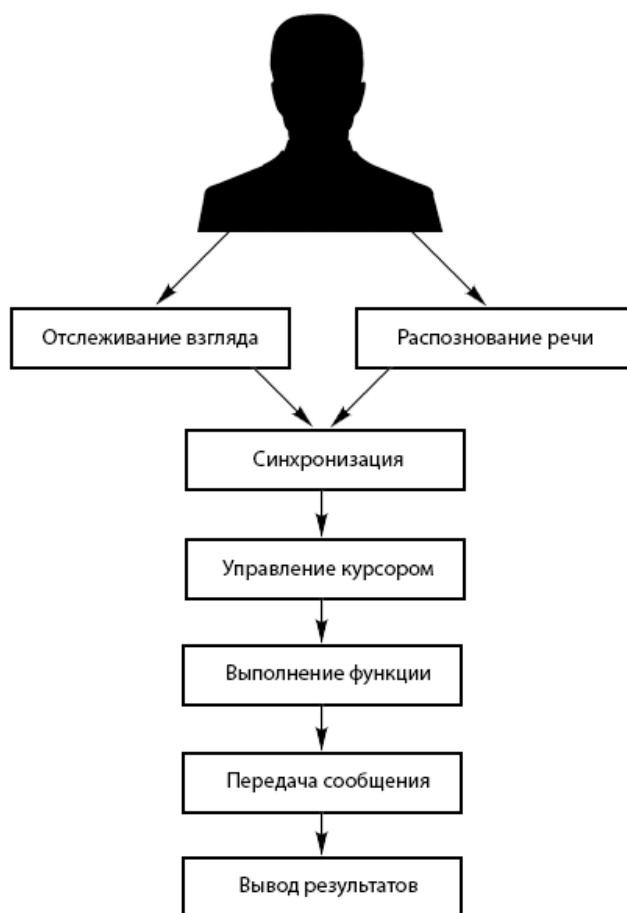 Отслеживание взгляда
Распознование речи
Синхронизация
Управление курсором
Выполнение функции
Передача сообщения
Вывод результатов